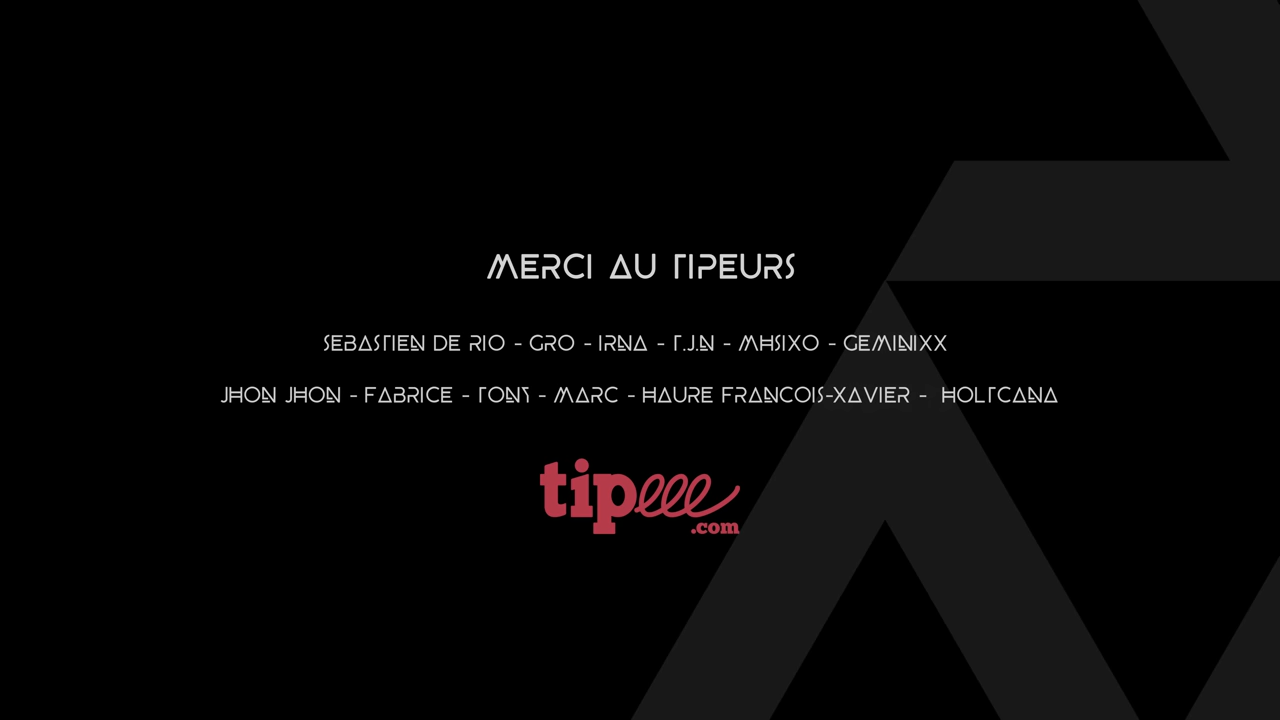 MERCI AU TIPEURS
SEBASTIEN DE RIO - GRO - IRNA - T.J.N - MHSIXO - GEMINIXX
JHON JHON - FABRICE - TONY - MARC - HAURE FRANCOIS-XAVIER - HOLTCANA
tipeee
.com